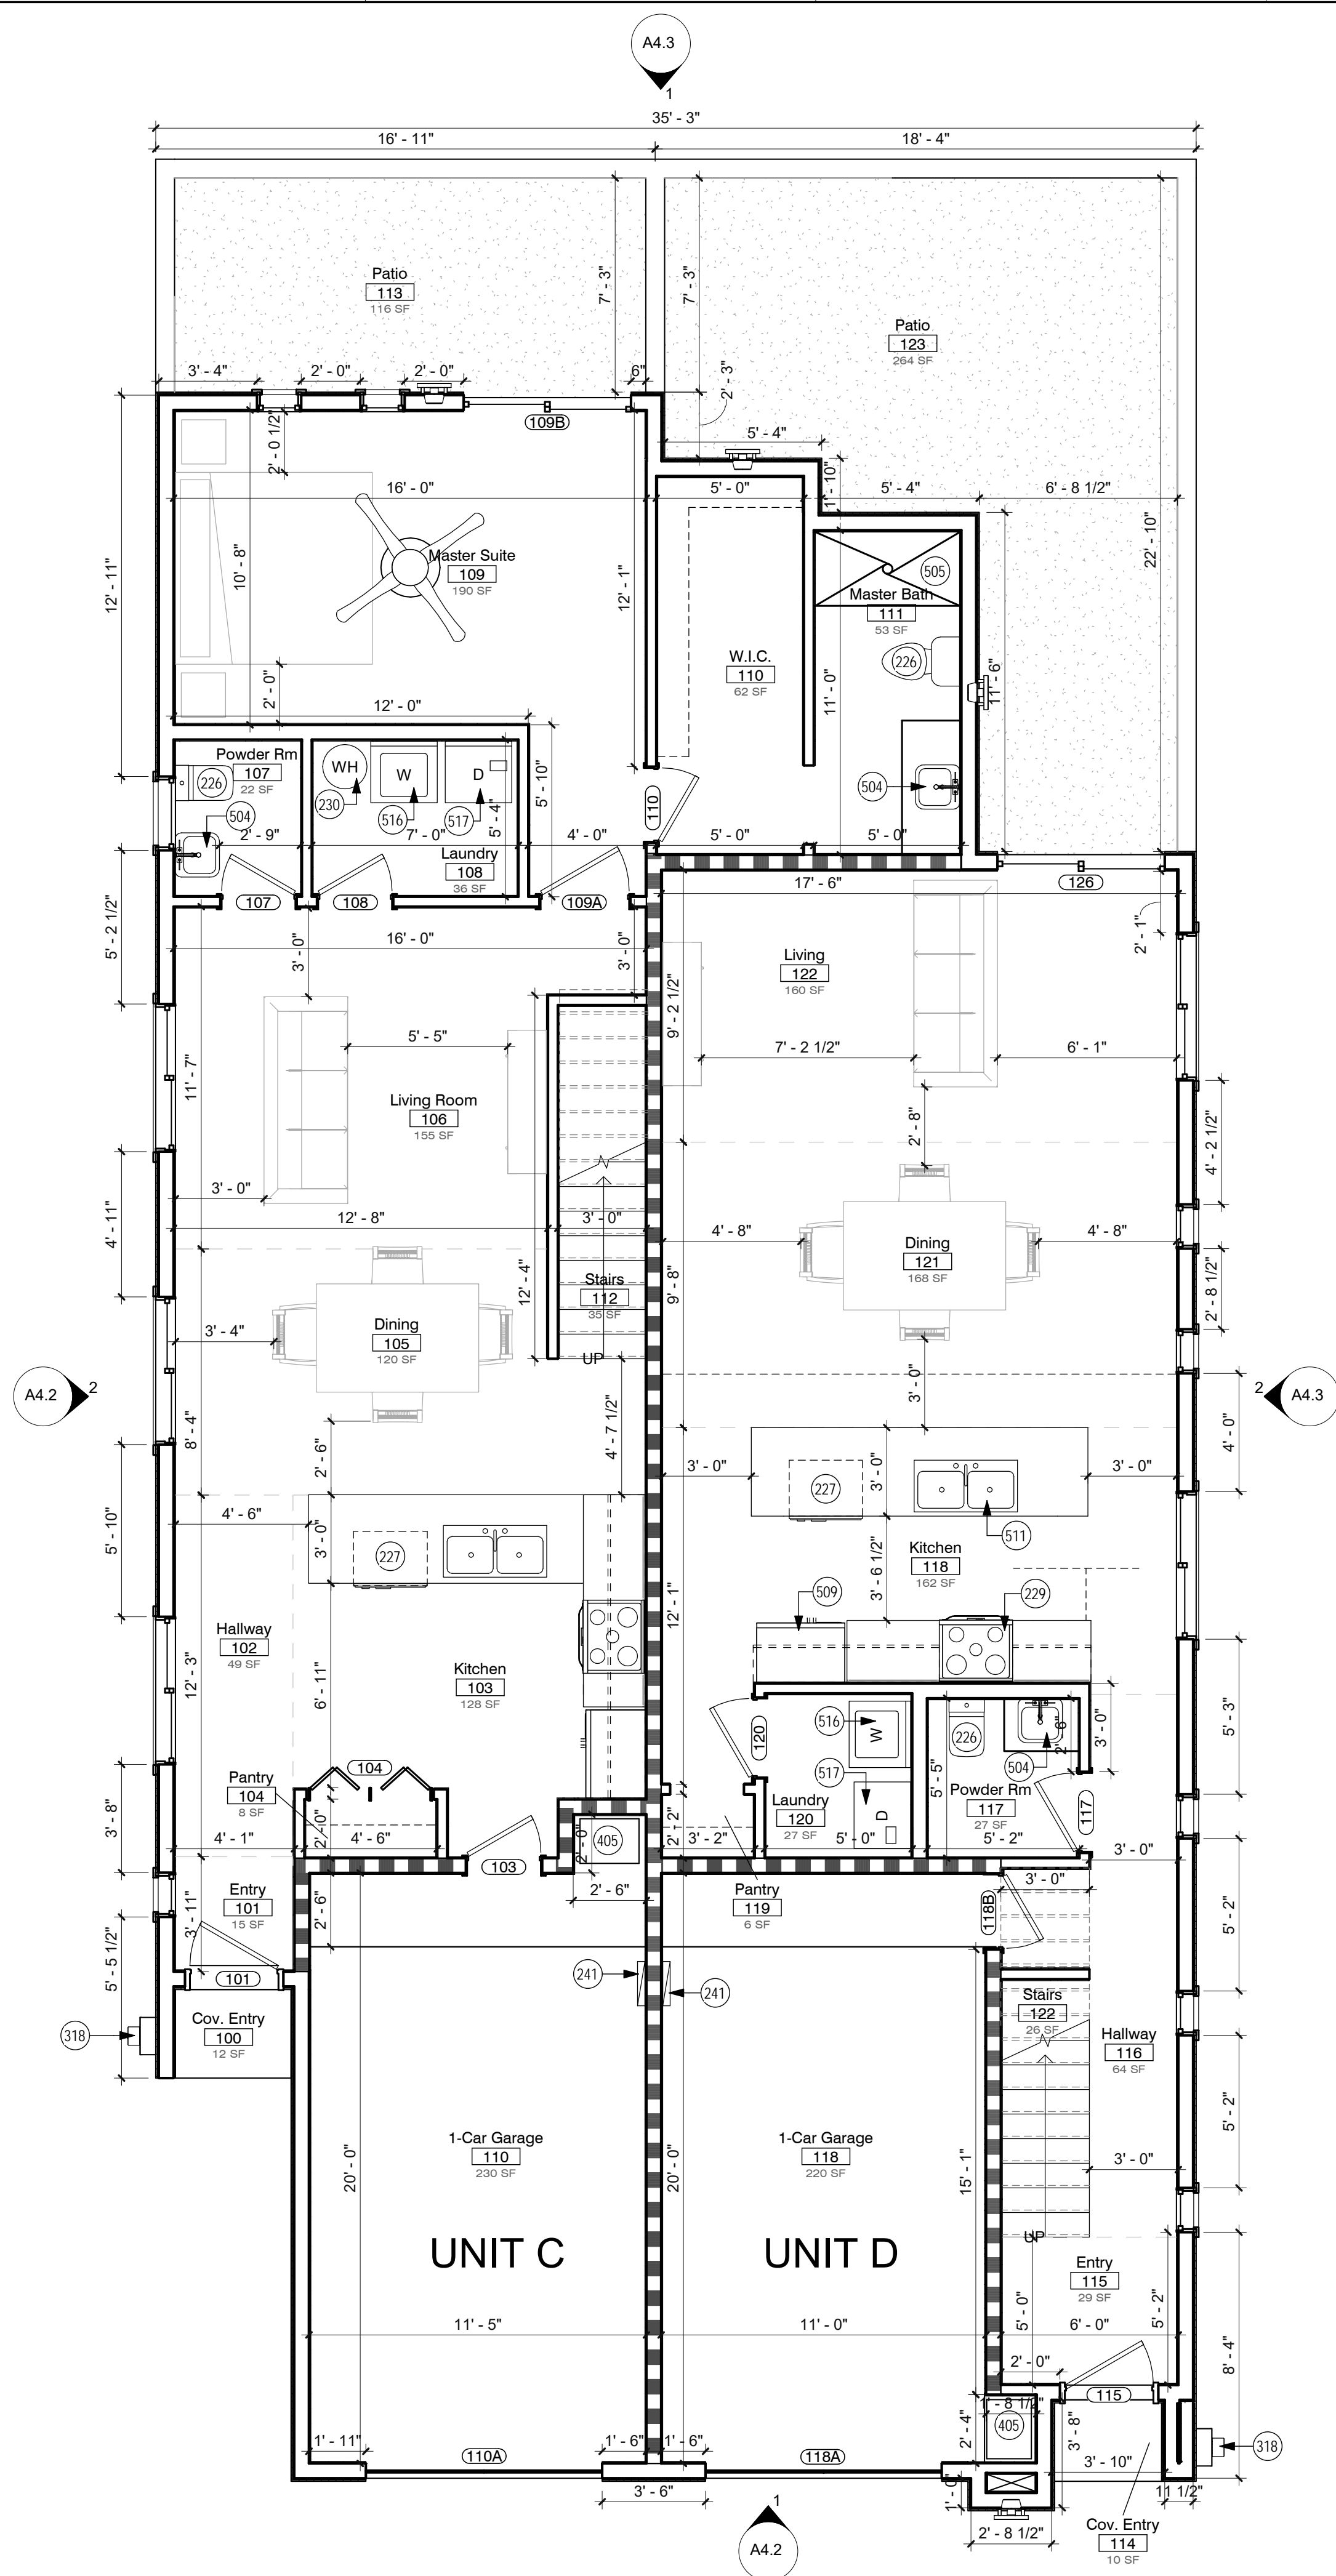 A4.3
1
35' - 3"
16' - 11"
18' - 4"
7' - 3"
7' - 3"
Patio
113
116 SF
Patio
123
264 SF
3' - 4"
2' - 0"
2' - 0"
6"
2' - 3"
109B
5' - 4"
2' - 0 1/2"
1' - 10"
16' - 0"
5' - 0"
5' - 4"
6' - 8 1/2"
22' - 10"
12' - 11"
10' - 8"
Master Suite
109
190 SF
12' - 1"
505
Master Bath
111
53 SF
226
W.I.C.
110
62 SF
11' - 0"
11' - 6"
2' - 0"
12' - 0"
Powder Rm
107
22 SF
226
504
2' - 9"
WH
230
W
516
D
517
5' - 4"
7' - 0"
Laundry
108
36 SF
5' - 10"
4' - 0"
110
504
5' - 0"
5' - 0"
107
108
109A
17' - 6"
126
5' - 2 1/2"
16' - 0"
3' - 0"
3' - 0"
2' - 1"
Living
122
160 SF
9' - 2 1/2"
5' - 5"
7' - 2 1/2"
6' - 1"
11' - 7"
Living Room
106
155 SF
2' - 8"
4' - 2 1/2"
4' - 11"
3' - 0"
12' - 8"
3' - 0"
4' - 8"
4' - 8"
Dining
121
168 SF
9' - 8"
12' - 4"
Stairs
112
35 SF
2' - 8 1/2"
Dining
105
120 SF
3' - 4"
UP
A4.2
2
2
A4.3
3' - 0"
8' - 4"
2' - 6"
4' - 7 1/2"
4' - 0"
3' - 0"
3' - 0"
3' - 0"
227
511
4' - 6"
3' - 0"
227
5' - 10"
Kitchen
118
162 SF
3' - 6 1/2"
509
229
12' - 1"
Hallway
102
49 SF
12' - 3"
6' - 11"
Kitchen
103
128 SF
5' - 3"
3' - 0"
120
516
W
517
D
226
2' - 6"
504
5' - 5"
Powder Rm
117
27 SF
117
104
Pantry
104
8 SF
3' - 8"
Laundry
120
27 SF
2' - 2"
3' - 2"
5' - 0"
5' - 2"
3' - 0"
4' - 1"
2' - 0"
4' - 6"
405
2' - 0"
103
2' - 6"
3' - 0"
Entry
101
15 SF
3' - 11"
2' - 6"
Pantry
119
6 SF
118B
5' - 2"
5' - 5 1/2"
101
241
241
Stairs
122
26 SF
Cov. Entry
100
12 SF
318
Hallway
116
64 SF
5' - 2"
1-Car Garage
110
230 SF
1-Car Garage
118
220 SF
20' - 0"
20' - 0"
15' - 1"
3' - 0"
UNIT C
UNIT D
UP
Entry
115
29 SF
5' - 0"
5' - 2"
11' - 5"
11' - 0"
6' - 0"
8' - 4"
2' - 0"
115
' - 8 1/2"
405
2' - 4"
3' - 8"
1' - 11"
110A
1' - 6"
1' - 6"
118A
318
3' - 10"
3' - 6"
1' - 0"
11 1/2"
1
A4.2
2' - 8 1/2"
Cov. Entry
114
10 SF